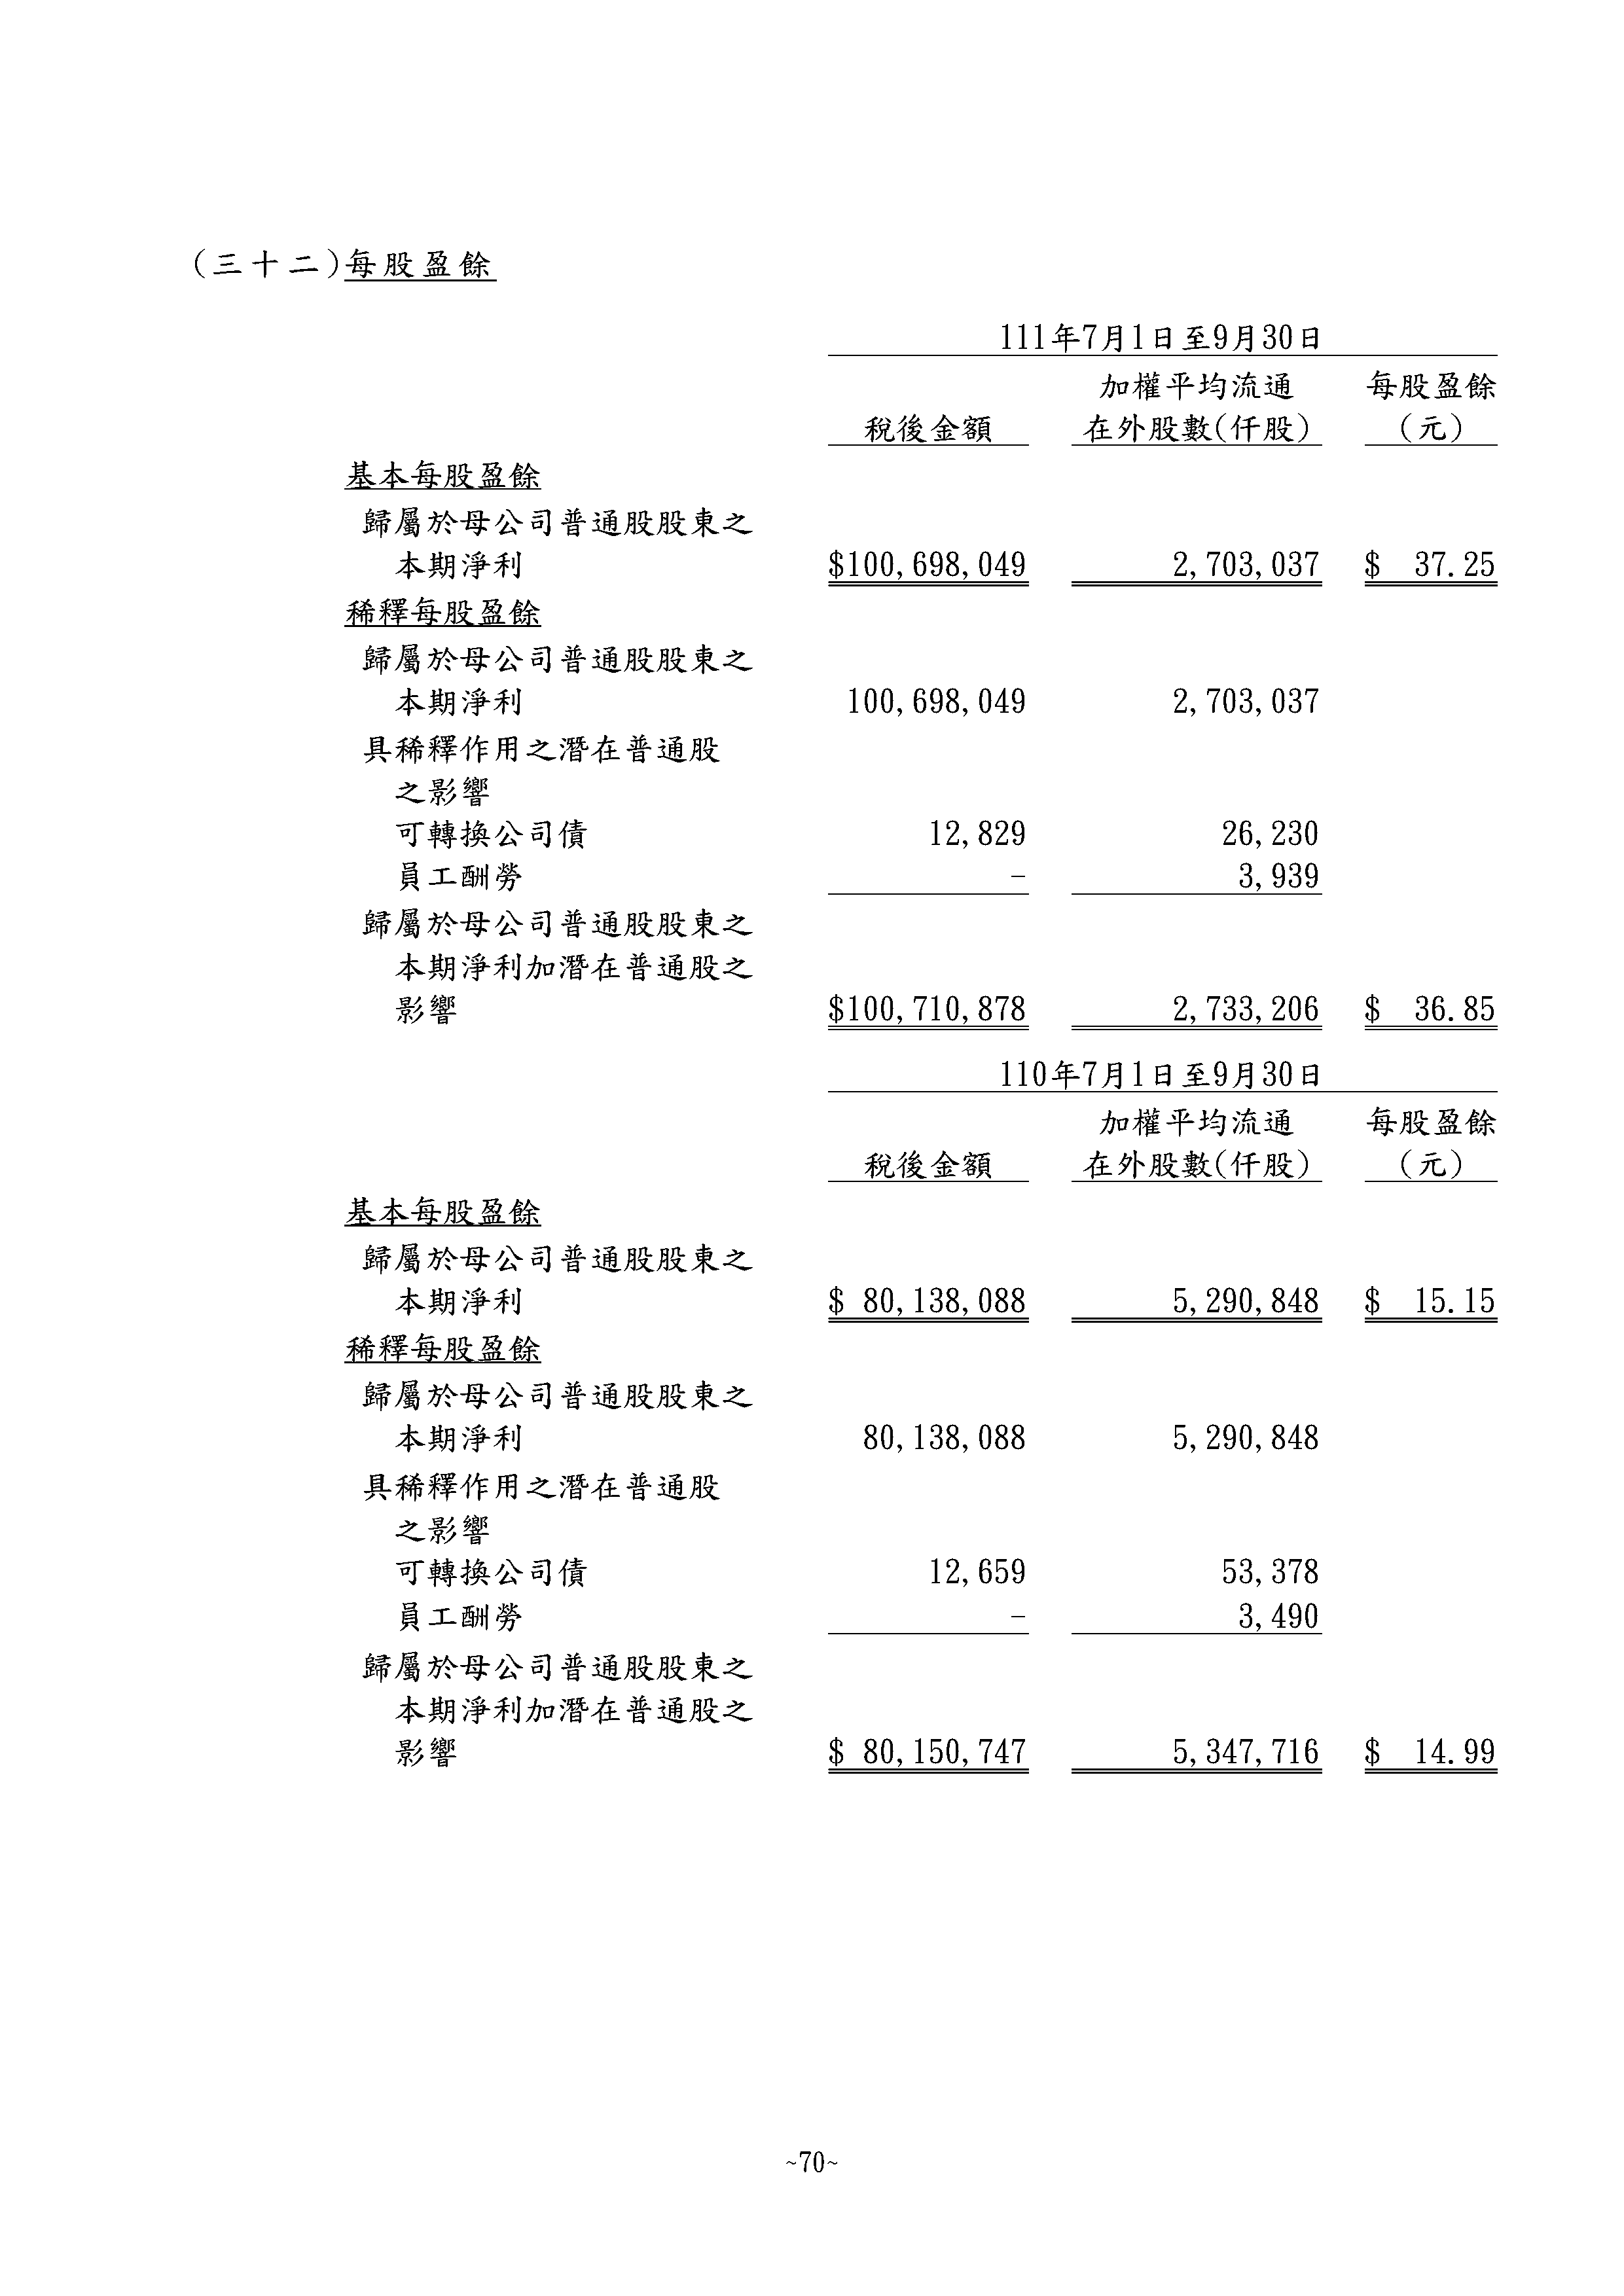 (三十二)每股盈餘
111年7月1日至9月30日
加權平均流通 每股盈餘
稅後金額 在外股數(仟股) (元)
基本每股盈餘
歸屬於母公司普通股股東之
本期淨利 $100,698,049 2,703,037 $ 37.25
稀釋每股盈餘
歸屬於母公司普通股股東之
本期淨利 100,698,049 2,703,037
具稀釋作用之潛在普通股
之影響
可轉換公司債 12,829 26,230
員工酬勞 - 3,939
歸屬於母公司普通股股東之
本期淨利加潛在普通股之
影響 $100,710,878 2,733,206 $ 36.85
110年7月1日至9月30日
加權平均流通 每股盈餘
稅後金額 在外股數(仟股) (元)
基本每股盈餘
歸屬於母公司普通股股東之
本期淨利 $ 80,138,088 5,290,848 $ 15.15
稀釋每股盈餘
歸屬於母公司普通股股東之
本期淨利 80,138,088 5,290,848
具稀釋作用之潛在普通股
之影響
可轉換公司債 12,659 53,378
員工酬勞 - 3,490
歸屬於母公司普通股股東之
本期淨利加潛在普通股之
影響 $ 80,150,747 5,347,716 $ 14.99
~70~